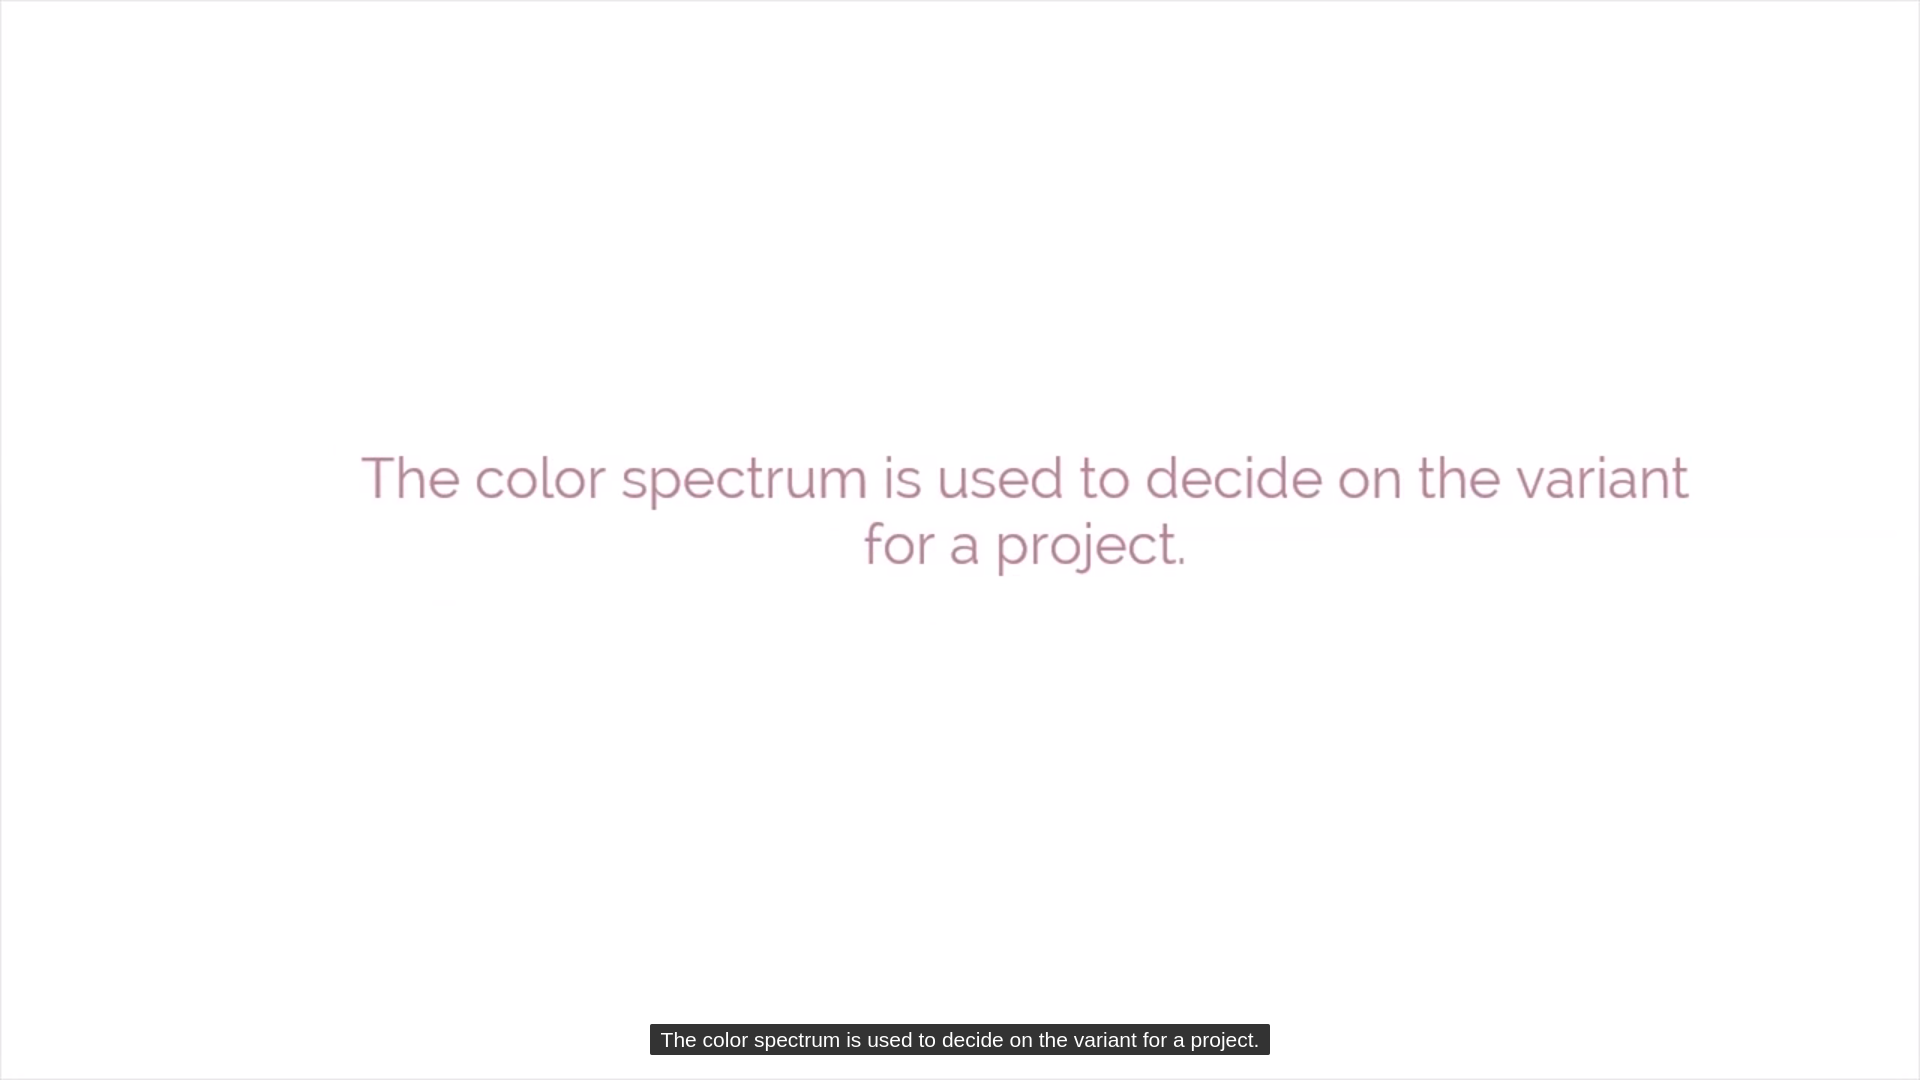 The color spectrum is used to decide on the variant
for a project.
The color spectrum is used to decide on the variant for a project.